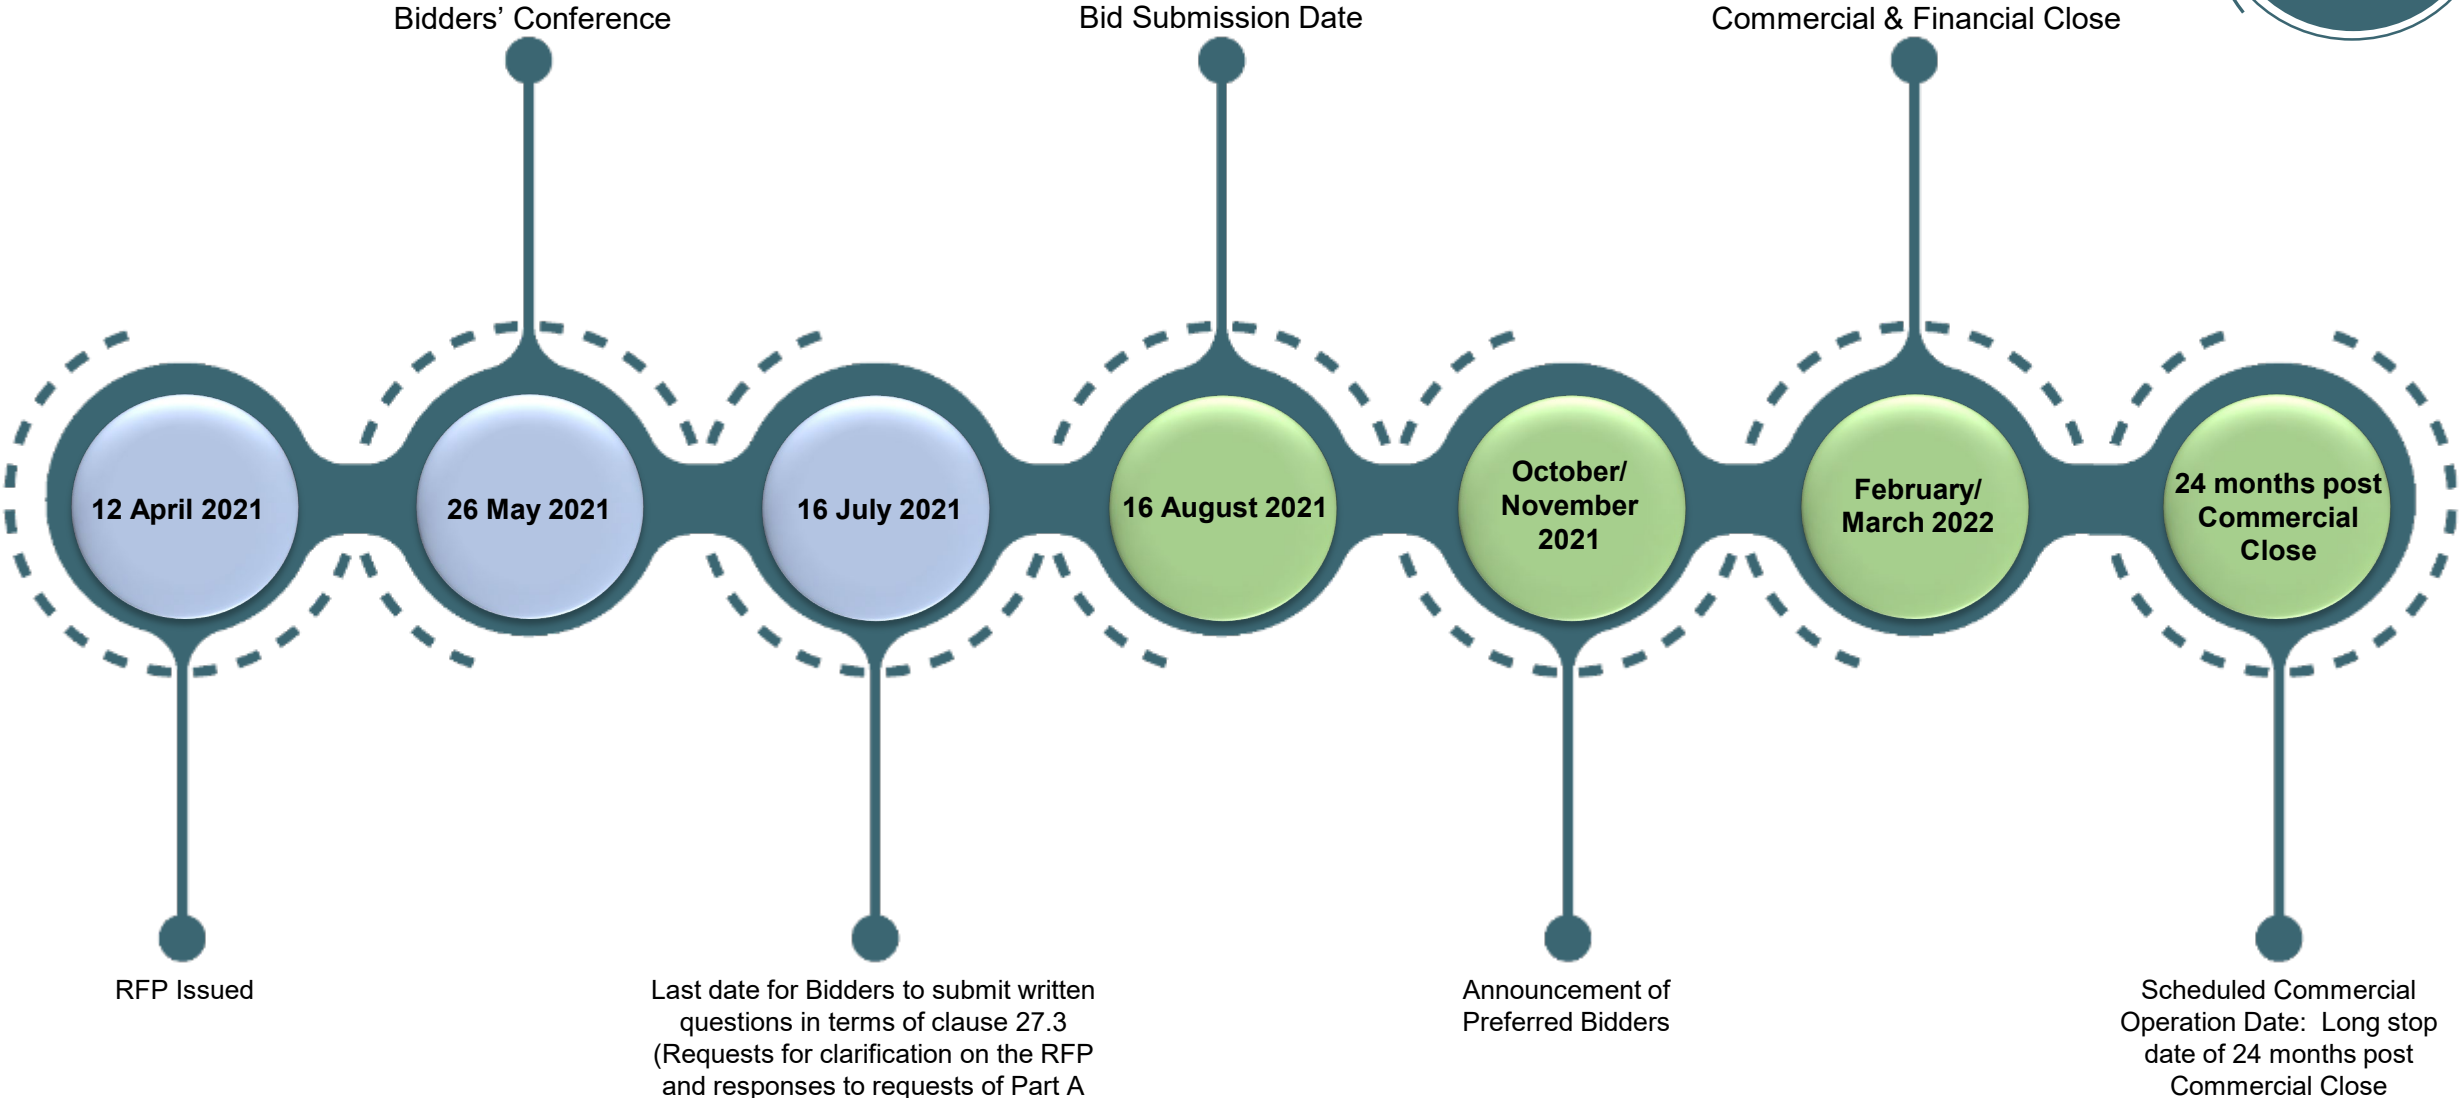 Bidders’ Conference
Bid Submission Date
Commercial & Financial Close
12 April 2021
26 May 2021
16 July 2021
16 August 2021
October/
November
2021
February/
March 2022
24 months post
Commercial
Close
RFP Issued
Last date for Bidders to submit written
questions in terms of clause 27.3
(Requests for clarification on the RFP
and responses to requests of Part A
Announcement of
Preferred Bidders
Scheduled Commercial
Operation Date:  Long stop
date of 24 months post
Commercial Close